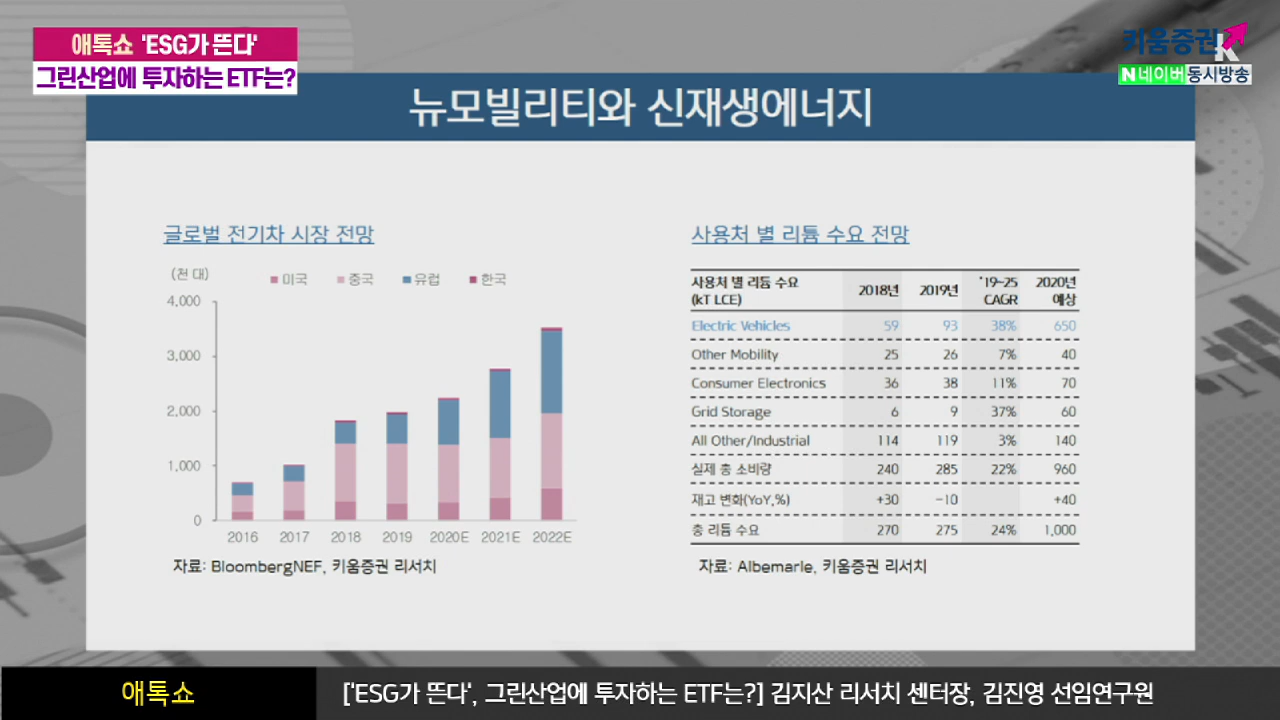 애톡쇼 'ESG가 뜬다'
그린산업에 투자하는 ETF는?
키움증권
N 네이버 동시방송
뉴모빌리티와 신재생에너지
글로벌 전기차 시장 전망
(천 대)
미국 중국 유럽 한국
4,000
3,000
2,000
1,000
0
2016 2017 2018 2019 2020E 2021E 2022E
자료: BloombergNEF, 키움증권 리서치
사용처 별 리튬 수요 전망
사용처 별 리듐 수요 2018년 2019년 '19-25 2020년
(kT LCE) CAGR 예상
Electric Vehicles 59 93 38% 650
Other Mobility 25 26 7% 40
Consumer Electronics 36 38 11% 70
Grid Storage 6 9 37% 60
All Other/Industrial 114 119 3% 140
실제 총 소비량 240 285 22% 960
재고 변화(YoY,%) +30 -10 +40
총 리튬 수요 270 275 24% 1,000
자료: Albemarle, 키움증권 리서치
애톡쇼
['ESG가 뜬다', 그린산업에 투자하는 ETF는?] 김지산 리서치 센터장, 김진영 선임연구원